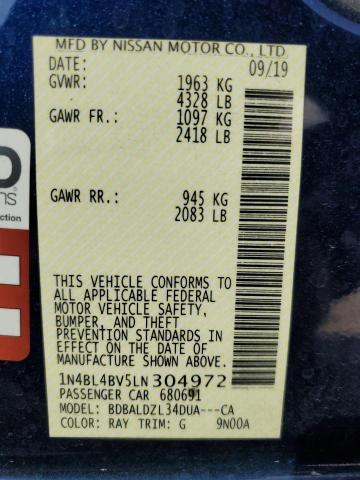 MFD BY NISSAN MOTOR CO., LTD.
DATE: 09/19
GVWR: 1963 KG
4328 LB
GAWR FR.: 1097 KG
2418 LB
GAWR RR.: 945 KG
2083 LB
THIS VEHICLE CONFORMS TO
ALL APPLICABLE FEDERAL
MOTOR VEHICLE SAFETY,
BUMPER, AND THEFT
PREVENTION STANDARDS IN
EFFECT ON THE DATE OF
MANUFACTURE SHOWN ABOVE.
1N4BL4BV5LN304972
PASSENGER CAR 680691
MODEL: BDBALDZL34DUA---CA
COLOR: RAY TRIM: G 9N00A